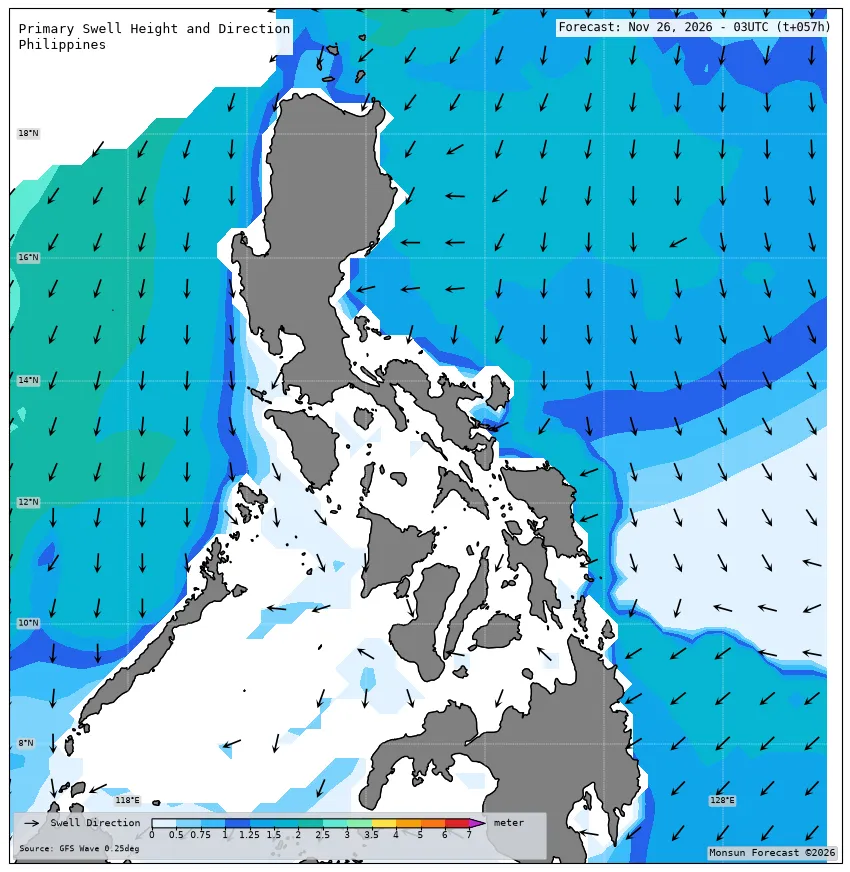 Primary Swell Height and Direction
Philippines
Forecast: Nov 26, 2026 - 03UTC (t+057h)
18°N
16°N
14°N
12°N
10°N
8°N
118°E
128°E
Swell Direction
0 0.5 0.75 1 1.25 1.5 2 2.5 3 3.5 4 5 6 7
meter
Source: GFS Wave 0.25deg
Monsun Forecast ©2026